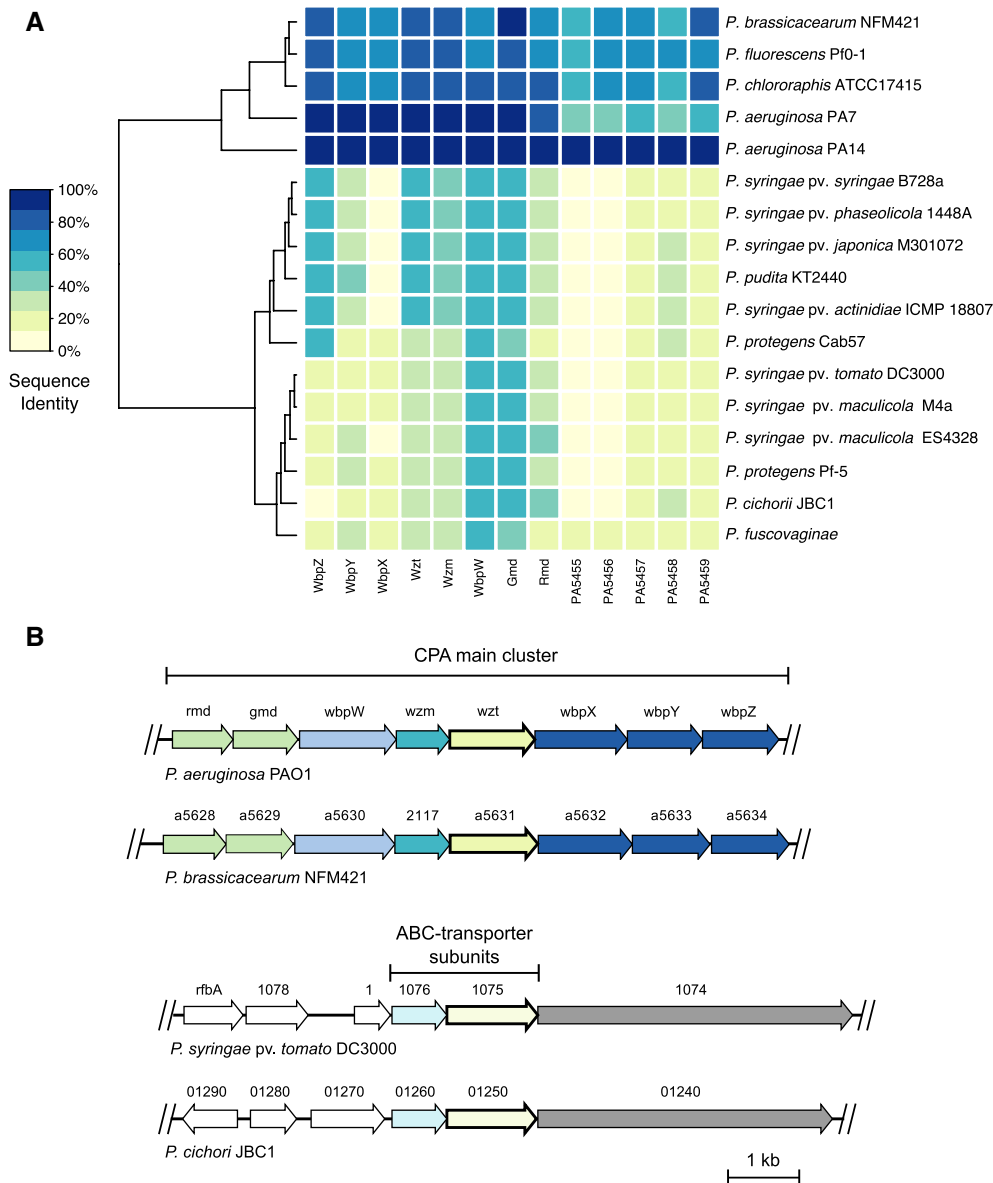 A
P. brassicacearum NFM421
P. fluorescens Pf0-1
P. chlororaphis ATCC17415
P. aeruginosa PA7
P. aeruginosa PA14
P. syringae pv. syringae B728a
P. syringae pv. phaseolicola 1448A
P. syringae pv. japonica M301072
P. pudita KT2440
P. syringae pv. actinidiae ICMP 18807
P. protegens Cab57
P. syringae pv. tomato DC3000
P. syringae pv. maculicola M4a
P. syringae pv. maculicola ES4328
P. protegens Pf-5
P. cichorii JBC1
P. fuscovaginae
100%
80%
60%
40%
20%
0%
Sequence
Identity
WbpZ
WbpY
WbpX
Wzt
Wzm
WbpW
Gmd
Rmd
PA5455
PA5456
PA5457
PA5458
PA5459
B
CPA main cluster
rmd gmd wbpW wzm wzt wbpX wbpY wbpZ
P. aeruginosa PAO1
a5628 a5629 a5630 2117 a5631 a5632 a5633 a5634
P. brassicacearum NFM421
ABC-transporter
subunits
rfbA 1078 1 1076 1075 1074
P. syringae pv. tomato DC3000
01290 01280 01270 01260 01250 01240
P. cichori JBC1
1 kb